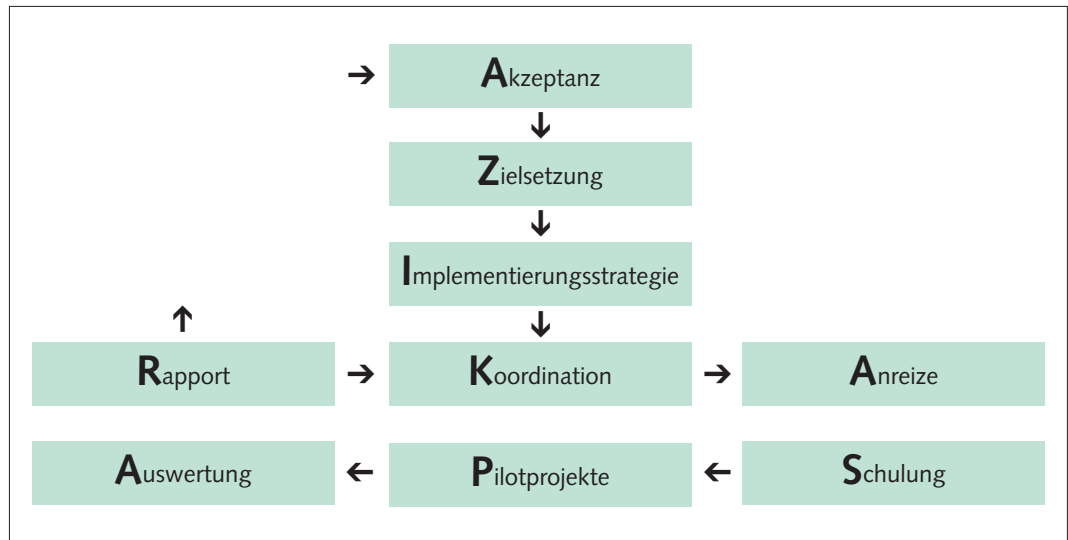 Akzeptanz
Zielsetzung
Implementierungsstrategie
Rapport
Koordination
Anreize
Auswertung
Pilotprojekte
Schulung